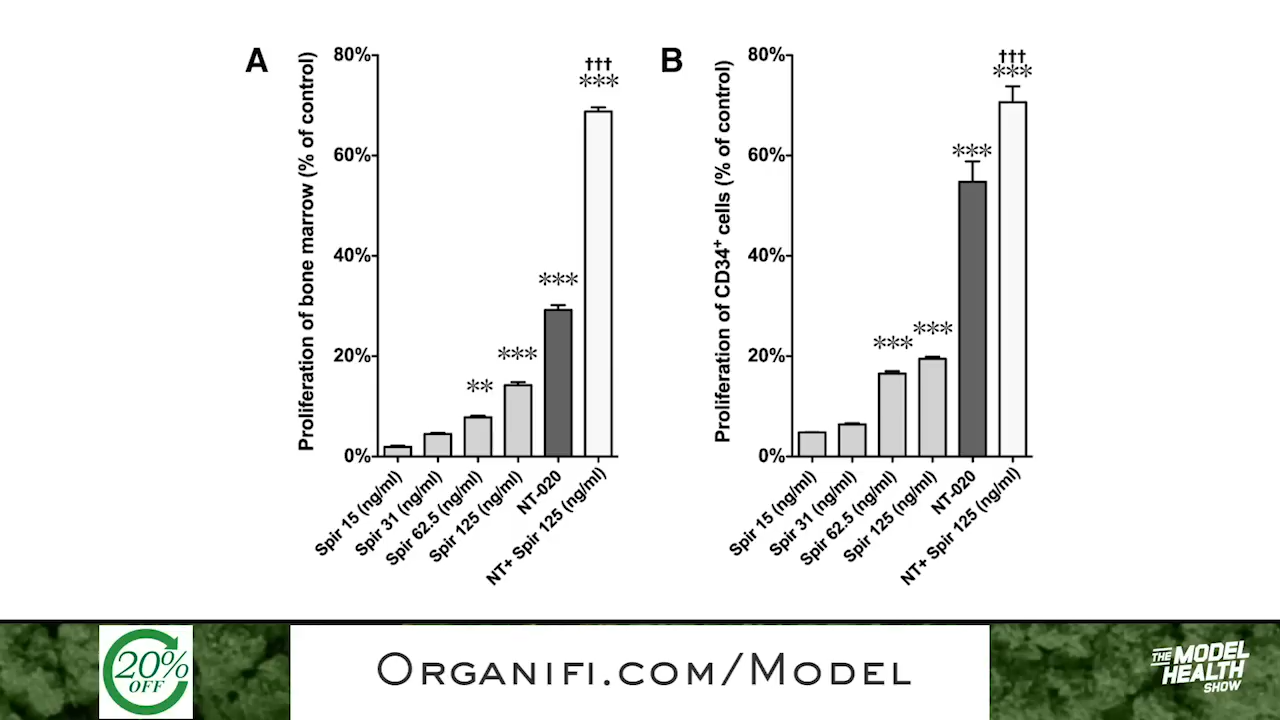 A
Proliferation of bone marrow (% of control)
80%
60%
40%
20%
0%
**
***
***
†††
***
Spir 15 (ng/ml)
Spir 31 (ng/ml)
Spir 62.5 (ng/ml)
Spir 125 (ng/ml)
NT-020
NT+ Spir 125 (ng/ml)
B
Proliferation of CD34⁺ cells (% of control)
80%
60%
40%
20%
0%
***
***
***
†††
***
Spir 15 (ng/ml)
Spir 31 (ng/ml)
Spir 62.5 (ng/ml)
Spir 125 (ng/ml)
NT-020
NT+ Spir 125 (ng/ml)
20%
OFF
ORGANIFI.COM/MODEL
THE MODEL
HEALTH
SHOW